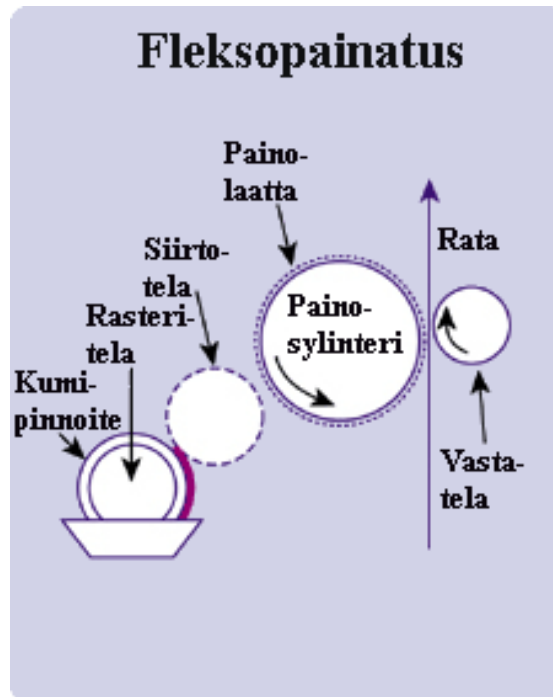 Fleksopainatus
Paino-
laatta
Siirto-
tela
Rasteri-
tela
Kumi-
pinnoite
Paino-
sylinteri
Rata
Vasta-
tela